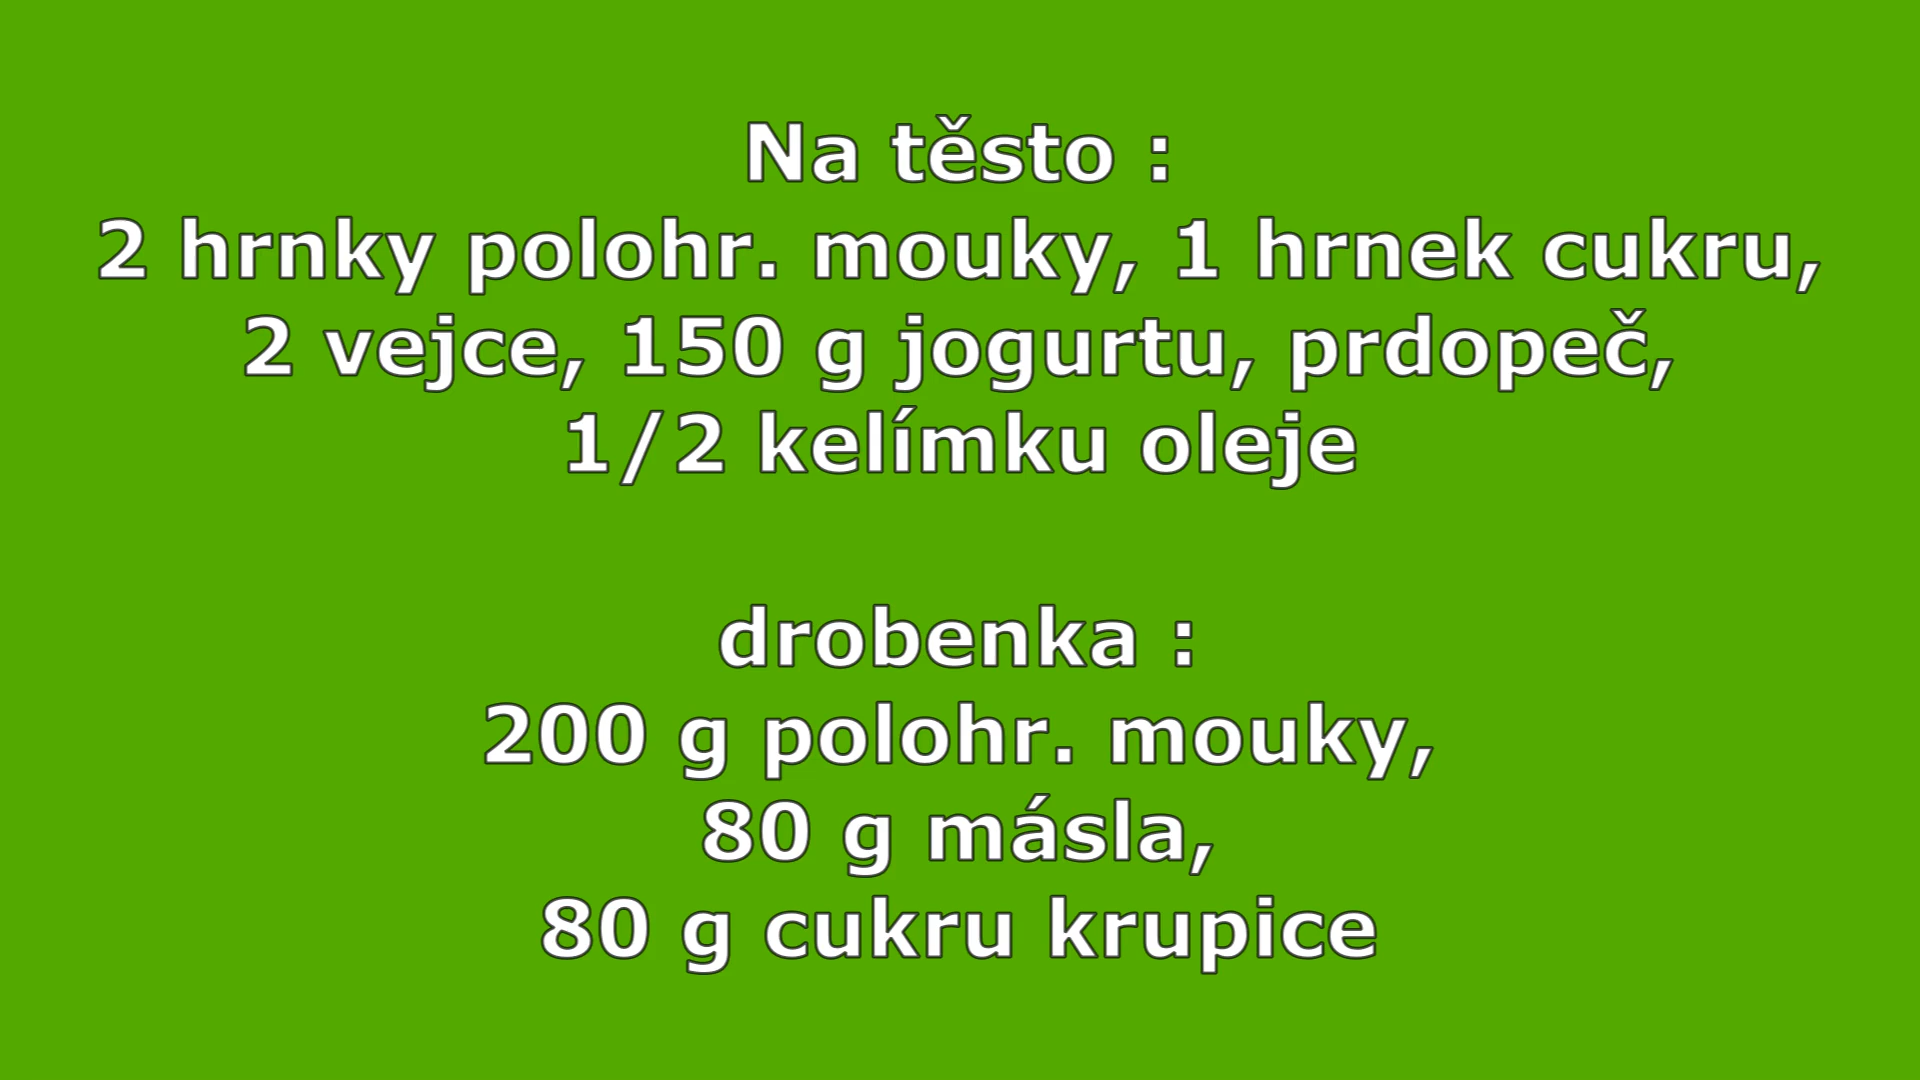 Na těsto :
2 hrnky polohr. mouky, 1 hrnek cukru,
2 vejce, 150 g jogurtu, prdopeč,
1/2 kelímku oleje
drobenka :
200 g polohr. mouky,
80 g másla,
80 g cukru krupice